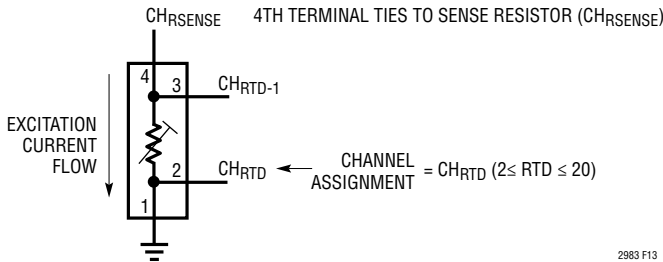 CHRSENSE 4TH TERMINAL TIES TO SENSE RESISTOR (CHRSENSE)
4
3 CHRTD-1
EXCITATION
CURRENT
FLOW
2 CHRTD
CHANNEL
ASSIGNMENT = CHRTD (2≤ RTD ≤ 20)
1
2983 F13